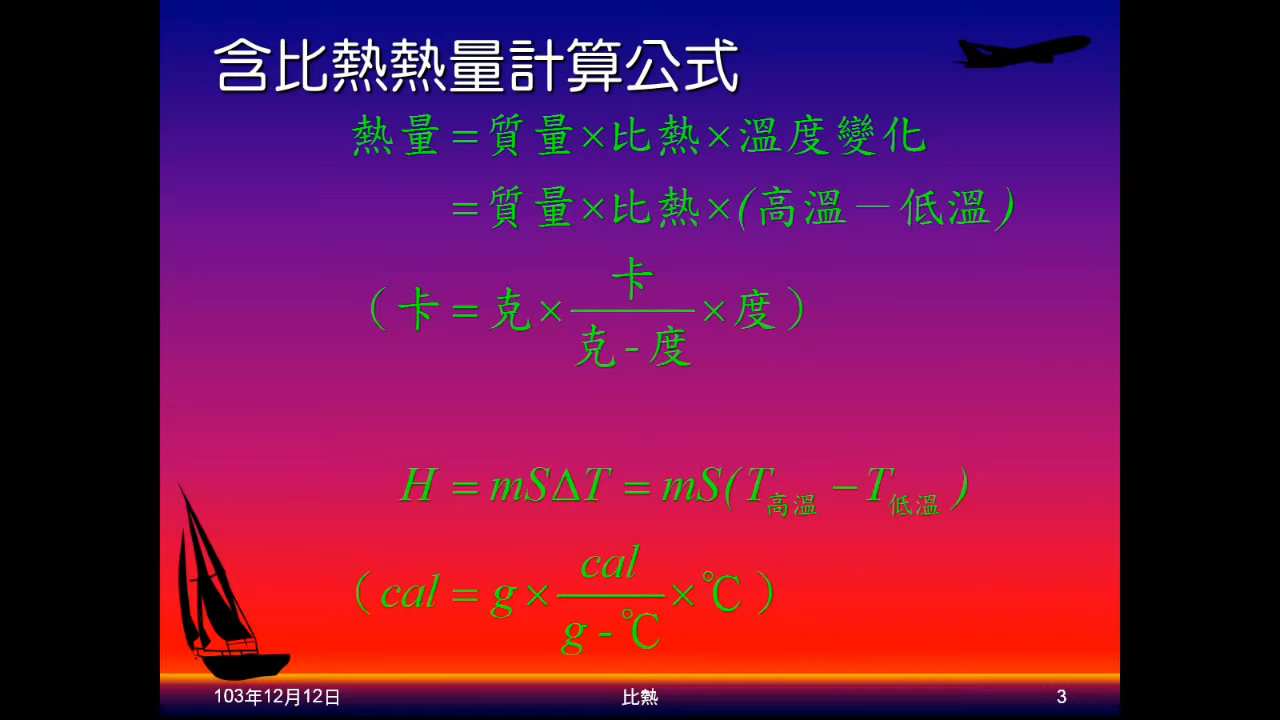 含比熱熱量計算公式
熱量＝質量×比熱×溫度變化
＝質量×比熱×(高溫－低溫)
（卡＝克×卡/克-度×度）
H = mSΔT = mS(T高溫 − T低溫)
（cal = g×cal/g-℃×℃）
103年12月12日 比熱 3